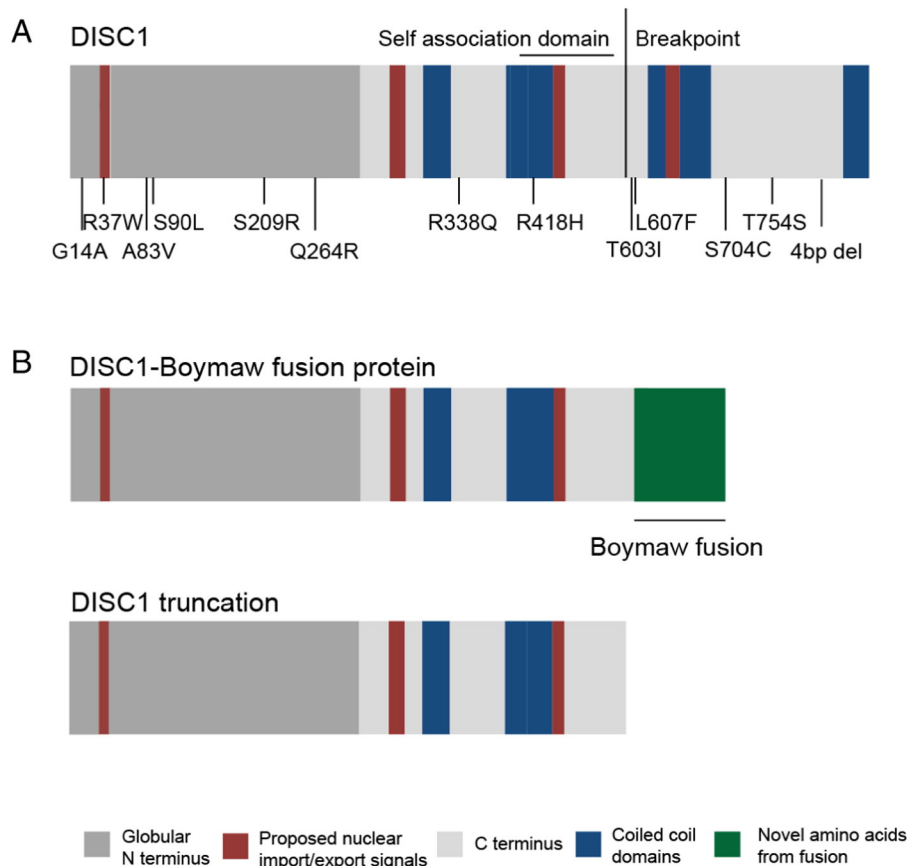 A
DISC1
Self association domain
Breakpoint
R37W
S90L
S209R
R338Q
R418H
L607F
T754S
G14A
A83V
Q264R
T603I
S704C
4bp del
B
DISC1-Boymaw fusion protein
Boymaw fusion
DISC1 truncation
Globular
N terminus
Proposed nuclear
import/export signals
C terminus
Coiled coil
domains
Novel amino acids
from fusion